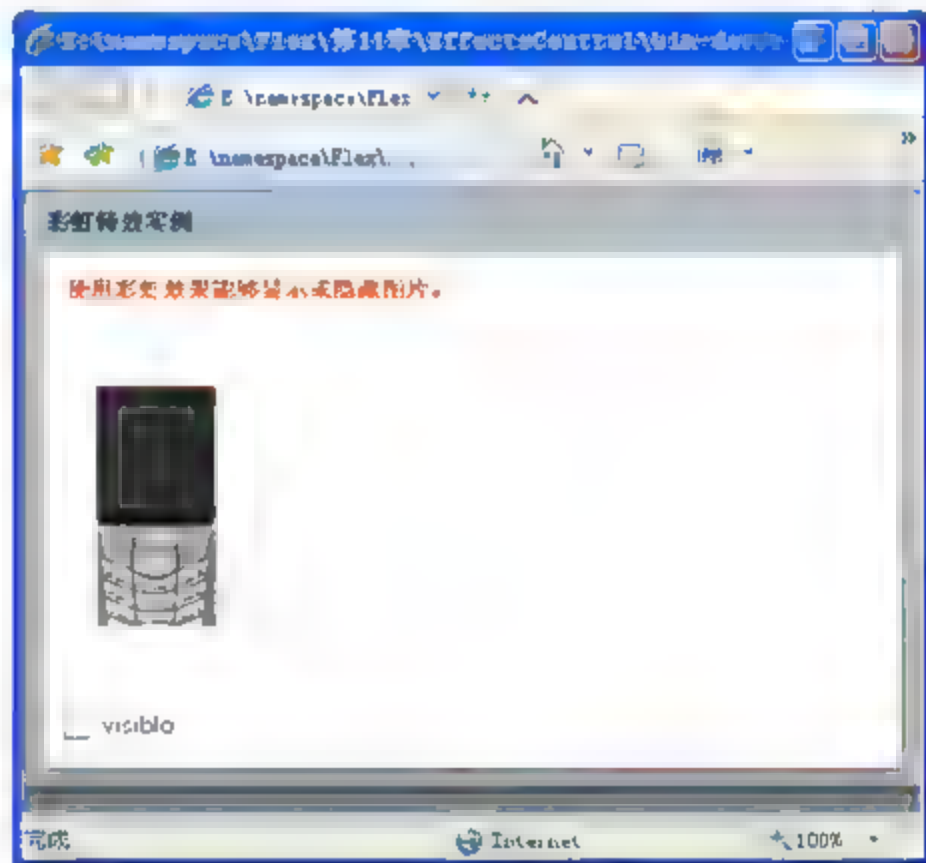 E:\namespace\Flex\第14章\EffectsControl\bin-debug
E:\namespace\Flex
E:\namespace\Flex\...
彩虹特效实例
使用彩虹效果能够显示或隐藏图片。
visible
完成 Internet 100%